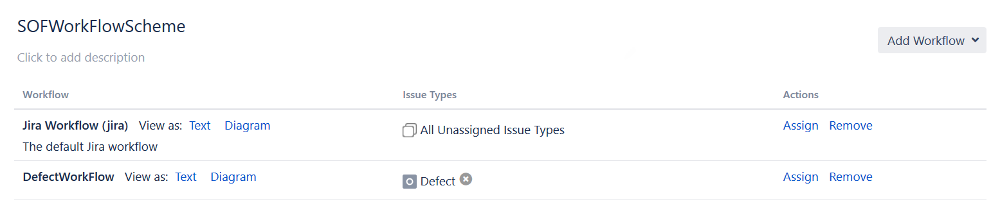 SOFWorkFlowScheme
Add Workflow
Click to add description
Workflow Issue Types Actions
Jira Workflow (jira) View as: Text Diagram All Unassigned Issue Types Assign Remove
The default Jira workflow
DefectWorkFlow View as: Text Diagram Defect Assign Remove